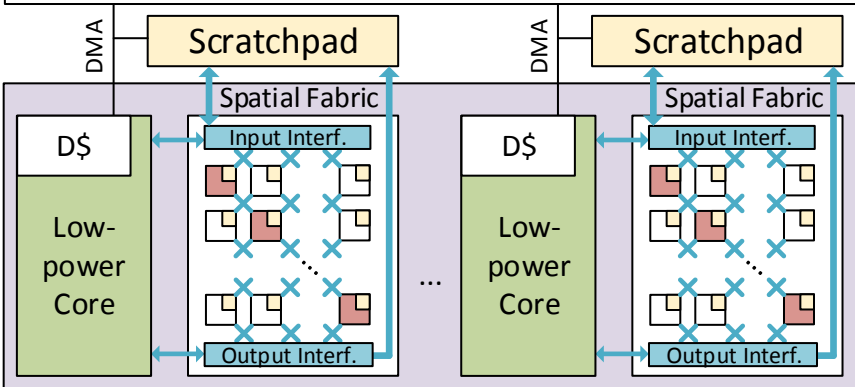 DMA
Scratchpad
DMA
Scratchpad
Spatial Fabric
Spatial Fabric
D$
Input Interf.
D$
Input Interf.
Low-
power
Core
...
Low-
power
Core
...
...
Output Interf.
Output Interf.